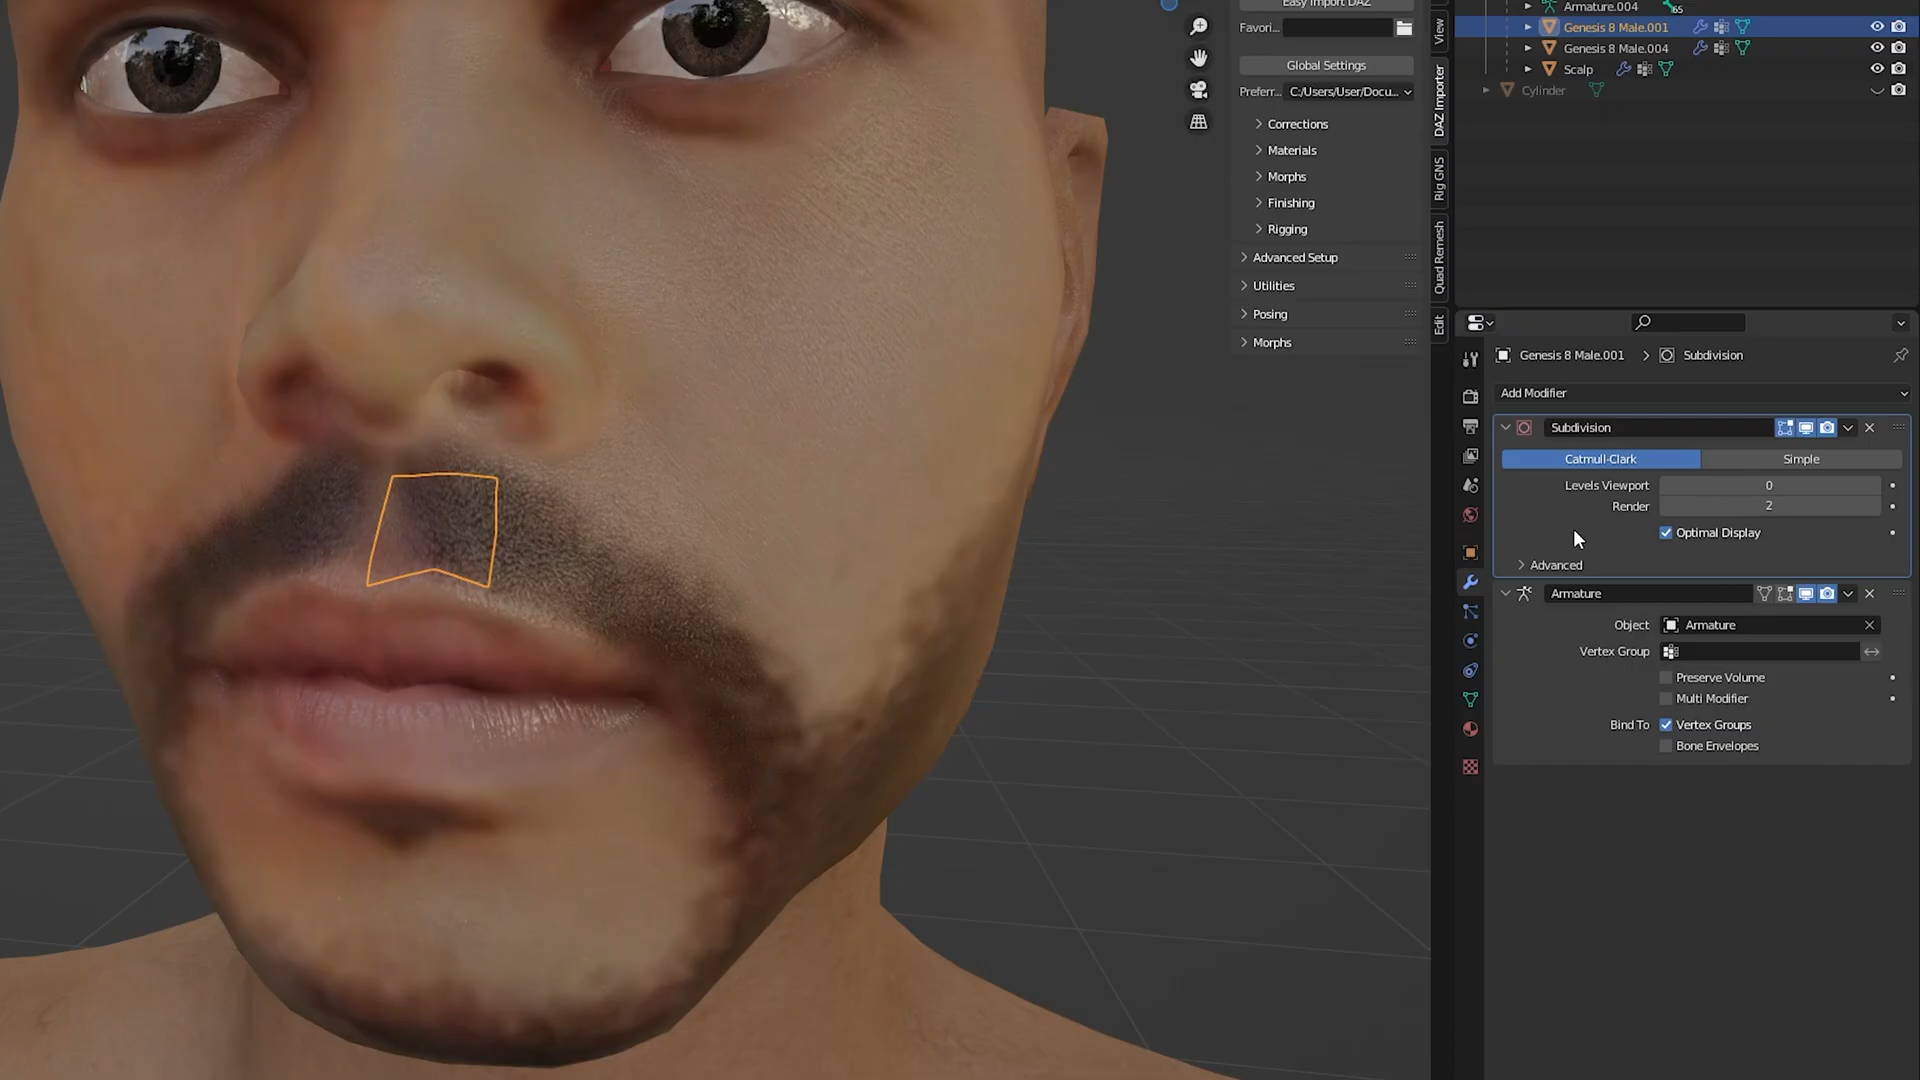 Easy Import DAZ
Favori...
Global Settings
Preferr... C:/Users/User/Docu...
Corrections
Materials
Morphs
Finishing
Rigging
Advanced Setup
Utilities
Posing
Morphs
View
DAZ Importer
Rig GNS
Quad Remesh
Edit
Armature.004 65
Genesis 8 Male.001
Genesis 8 Male.004
Scalp
Cylinder
Genesis 8 Male.001 > Subdivision
Add Modifier
Subdivision
Catmull-Clark Simple
Levels Viewport 0
Render 2
Optimal Display
Advanced
Armature
Object Armature
Vertex Group
Preserve Volume
Multi Modifier
Bind To Vertex Groups
Bone Envelopes